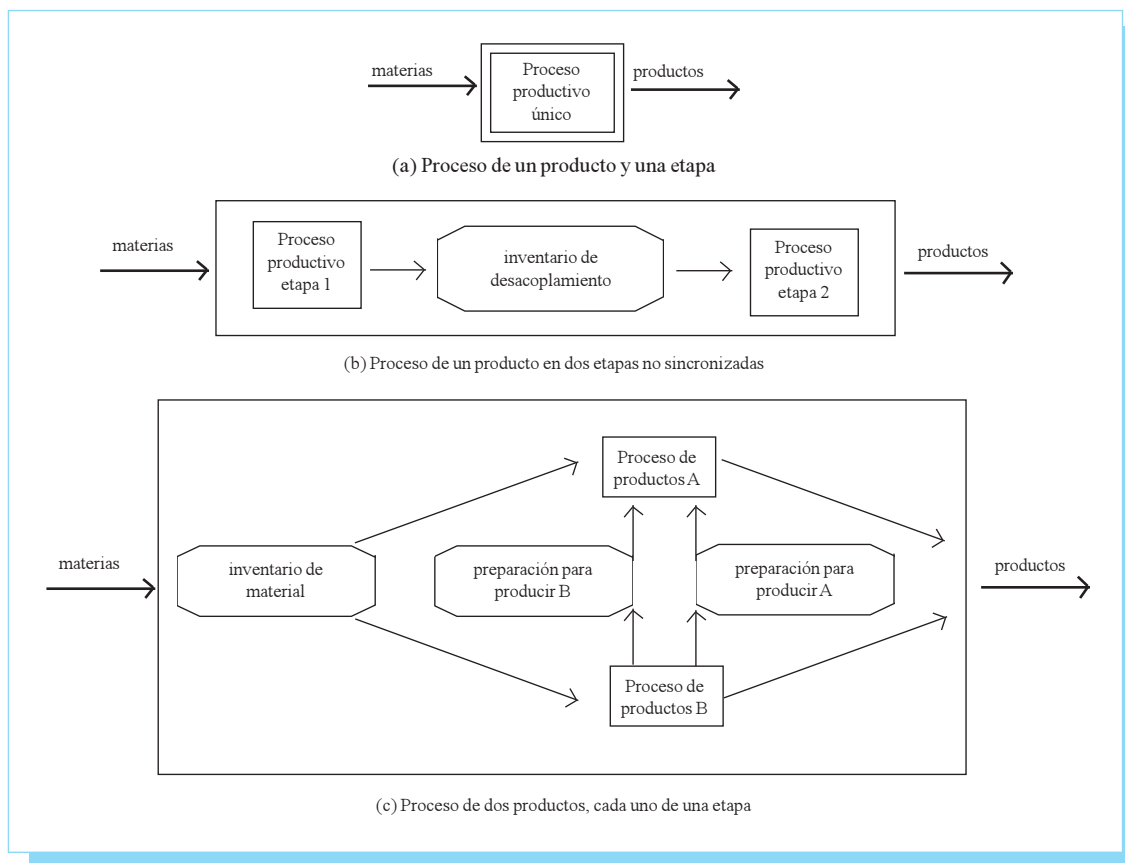 materias
Proceso
productivo
único
productos
(a) Proceso de un producto y una etapa
materias
Proceso
productivo
etapa 1
inventario de
desacoplamiento
Proceso
productivo
etapa 2
productos
(b) Proceso de un producto en dos etapas no sincronizadas
Proceso de
productos A
materias
inventario de
material
preparación para
producir B
preparación para
producir A
productos
Proceso de
productos B
(c) Proceso de dos productos, cada uno de una etapa